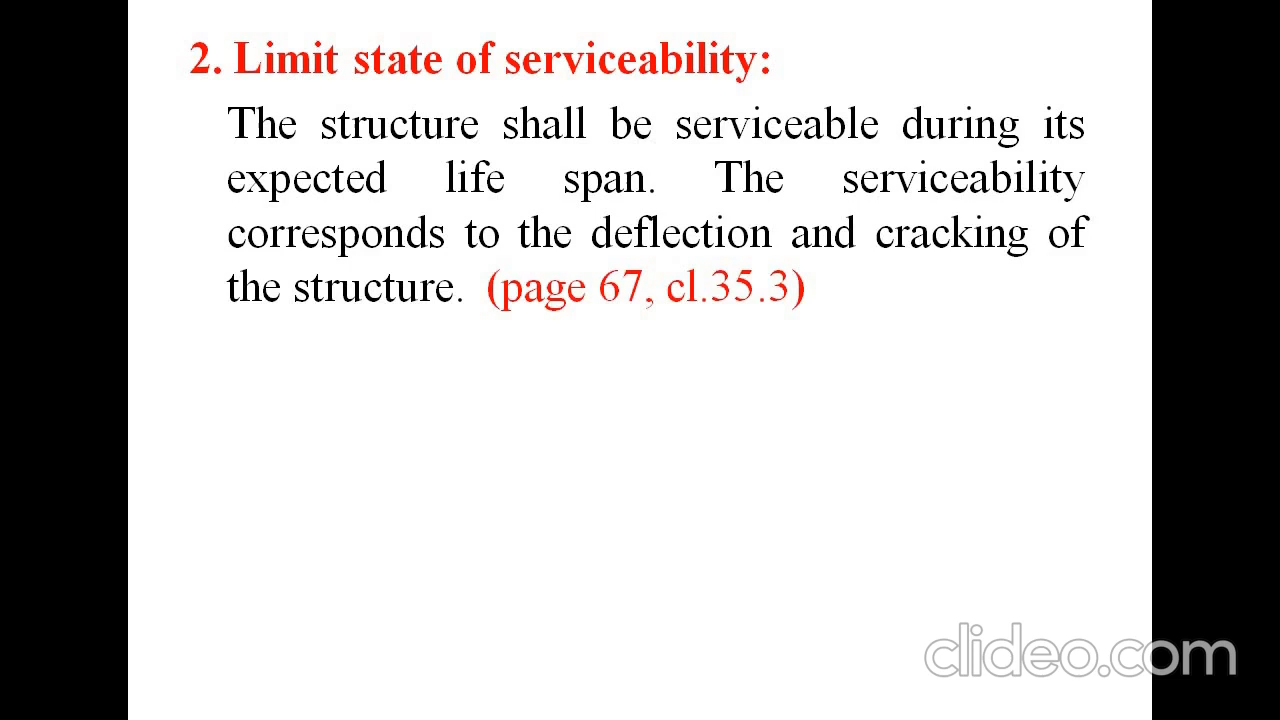 2. Limit state of serviceability:
The structure shall be serviceable during its
expected life span. The serviceability
corresponds to the deflection and cracking of
the structure. (page 67, cl.35.3)
clideo.com